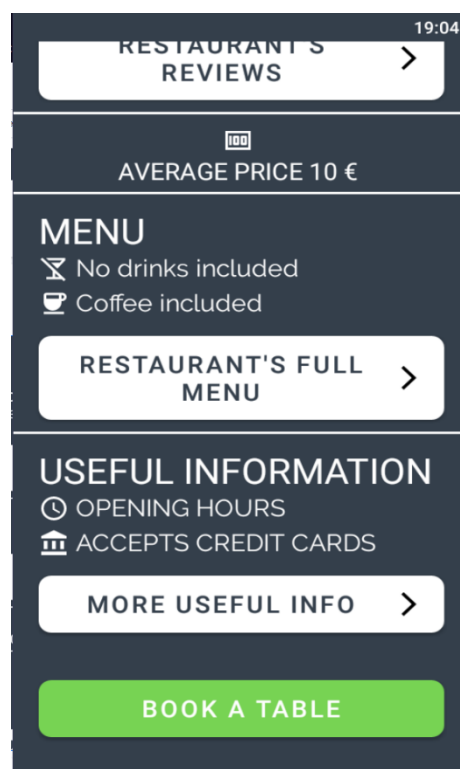 19:04
RESTAURANT'S
REVIEWS
100
AVERAGE PRICE 10 €
MENU
No drinks included
Coffee included
RESTAURANT'S FULL
MENU
USEFUL INFORMATION
OPENING HOURS
ACCEPTS CREDIT CARDS
MORE USEFUL INFO
BOOK A TABLE